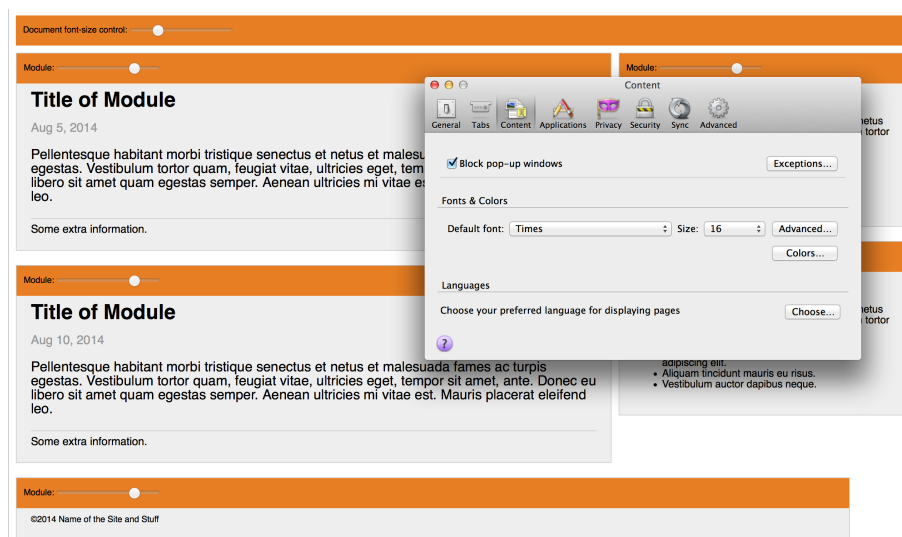 Document font-size control:
Module:
Title of Module
Aug 5, 2014
Pellentesque habitant morbi tristique senectus et netus et malesu
egestas. Vestibulum tortor quam, feugiat vitae, ultricies eget, tem
libero sit amet quam egestas semper. Aenean ultricies mi vitae es
leo.
Some extra information.
Module:
Title of Module
Aug 10, 2014
Pellentesque habitant morbi tristique senectus et netus et malesuada fames ac turpis
egestas. Vestibulum tortor quam, feugiat vitae, ultricies eget, tempor sit amet, ante. Donec eu
libero sit amet quam egestas semper. Aenean ultricies mi vitae est. Mauris placerat eleifend
leo.
Some extra information.
Module:
©2014 Name of the Site and Stuff
Module:
netus
tortor
netus
tortor
adipiscing elit.
• Aliquam tincidunt mauris eu risus.
• Vestibulum auctor dapibus neque.
Content
General Tabs Content Applications Privacy Security Sync Advanced
Block pop-up windows Exceptions...
Fonts & Colors
Default font: Times Size: 16 Advanced...
Colors...
Languages
Choose your preferred language for displaying pages Choose...
?